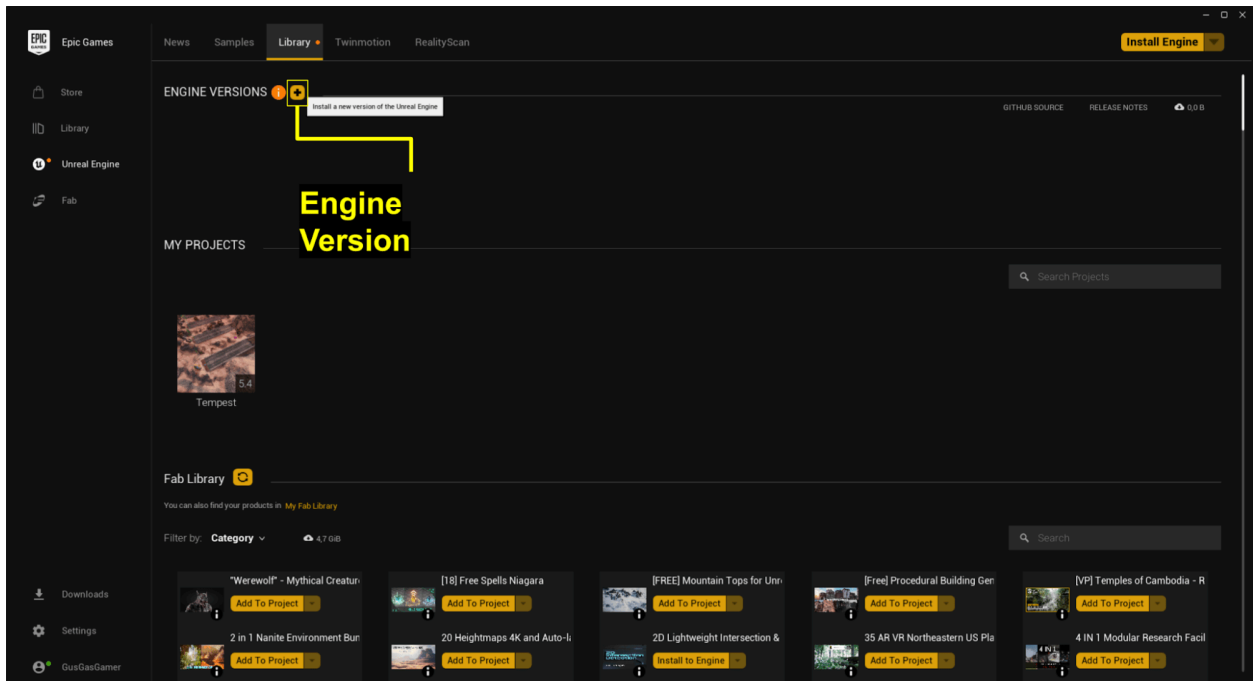 EPIC
GAMES
Epic Games
News
Samples
Library
Twinmotion
RealityScan
Install Engine
Store
Library
Unreal Engine
Fab
ENGINE VERSIONS
Install a new version of the Unreal Engine
GITHUB SOURCE
RELEASE NOTES
0,0 B
Engine
Version
MY PROJECTS
Search Projects
5.4
Tempest
Fab Library
You can also find your products in My Fab Library
Filter by: Category
4,7 GiB
Search
"Werewolf" - Mythical Creatur
Add To Project
[18] Free Spells Niagara
Add To Project
[FREE] Mountain Tops for Unr
Add To Project
[Free] Procedural Building Gen
Add To Project
[VP] Temples of Cambodia - R
Add To Project
2 in 1 Nanite Environment Bun
Add To Project
20 Heightmaps 4K and Auto-la
Add To Project
2D Lightweight Intersection &
Install to Engine
35 AR VR Northeastern US Pla
Add To Project
4 IN 1
4 IN 1 Modular Research Facil
Add To Project
Downloads
Settings
GusGasGamer